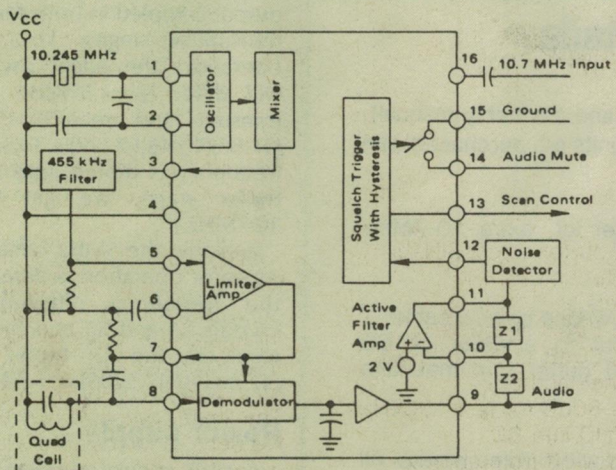 VCC
10.245 MHz
1
2
Oscillator
Mixer
455 kHz
Filter
3
4
5
6
7
8
Limiter
Amp
Demodulator
Quad
Coil
Squelch Trigger
With Hysteresis
16
10.7 MHz Input
15
Ground
14
Audio Mute
13
Scan Control
12
Noise
Detector
11
Active
Filter
Amp
+ −
2 V
Z1
10
Z2
9
Audio